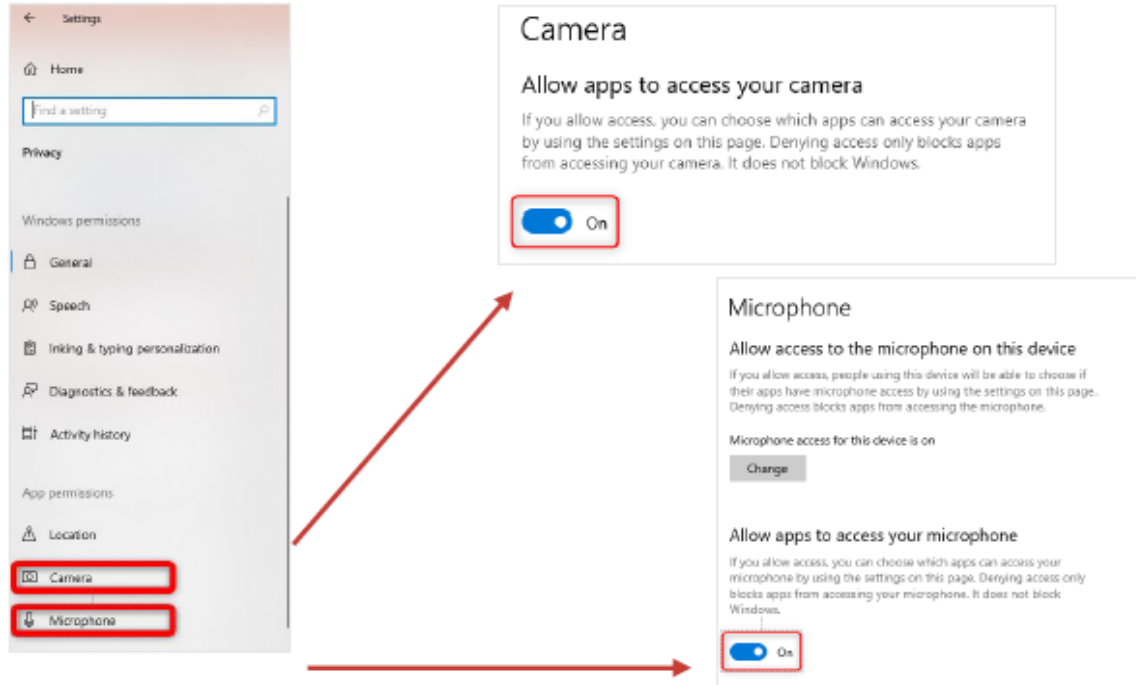 Settings
Home
Find a setting
Privacy
Windows permissions
General
Speech
Inking & typing personalization
Diagnostics & feedback
Activity history
App permissions
Location
Camera
Microphone
Camera
Allow apps to access your camera
If you allow access, you can choose which apps can access your camera
by using the settings on this page. Denying access only blocks apps
from accessing your camera. It does not block Windows.
On
Microphone
Allow access to the microphone on this device
If you allow access, people using this device will be able to choose if
their apps have microphone access by using the settings on this page.
Denying access blocks apps from accessing the microphone.
Microphone access for this device is on
Change
Allow apps to access your microphone
If you allow access, you can choose which apps can access your
microphone by using the settings on this page. Denying access only
blocks apps from accessing your microphone. It does not block
Windows.
On